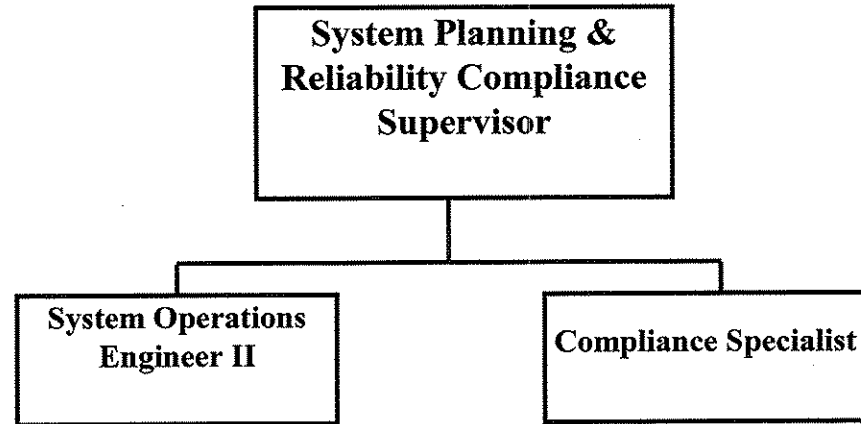 System Planning &
Reliability Compliance
Supervisor
System Operations
Engineer II
Compliance Specialist